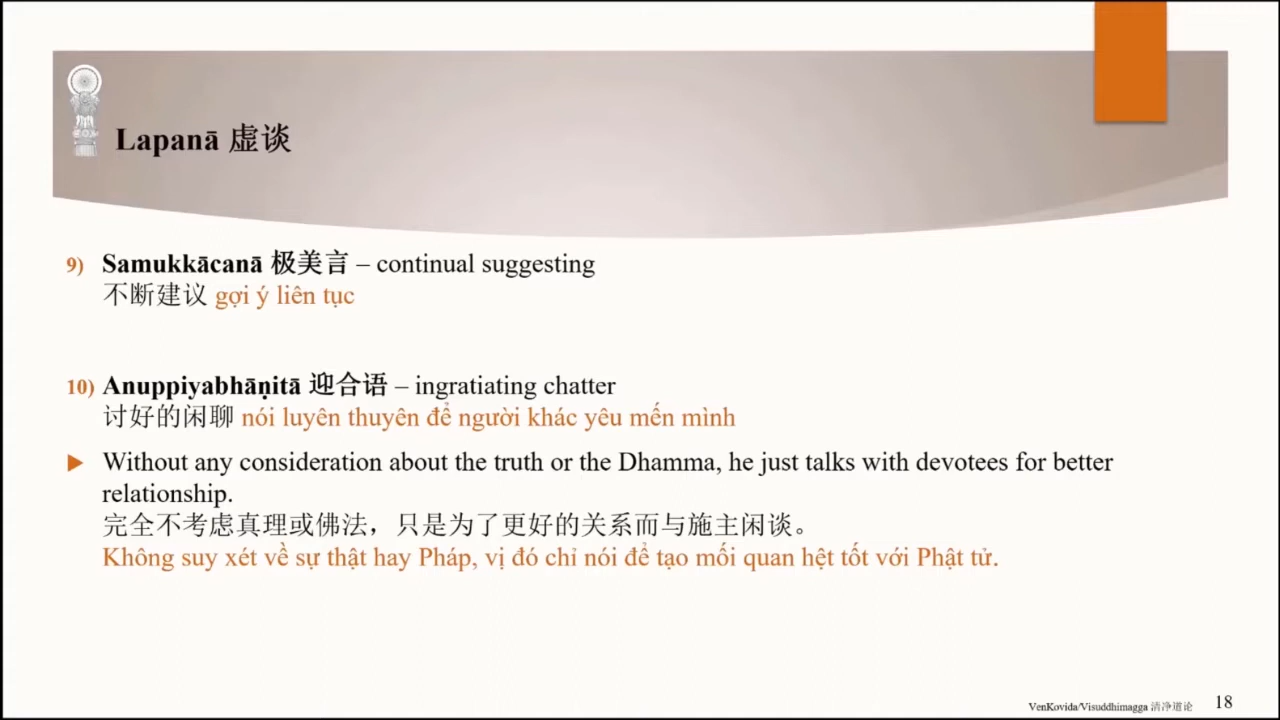 Lapanā 虚谈
9) Samukkācanā 极美言 – continual suggesting
不断建议 gợi ý liên tục
10) Anuppiyabhāṇitā 迎合语 – ingratiating chatter
讨好的闲聊 nói luyên thuyên để người khác yêu mến mình
Without any consideration about the truth or the Dhamma, he just talks with devotees for better
relationship.
完全不考虑真理或佛法，只是为了更好的关系而与施主闲谈。
Không suy xét về sự thật hay Pháp, vị đó chỉ nói để tạo mối quan hệt tốt với Phật tử.
VenKovida/Visuddhimagga 清净道论 18